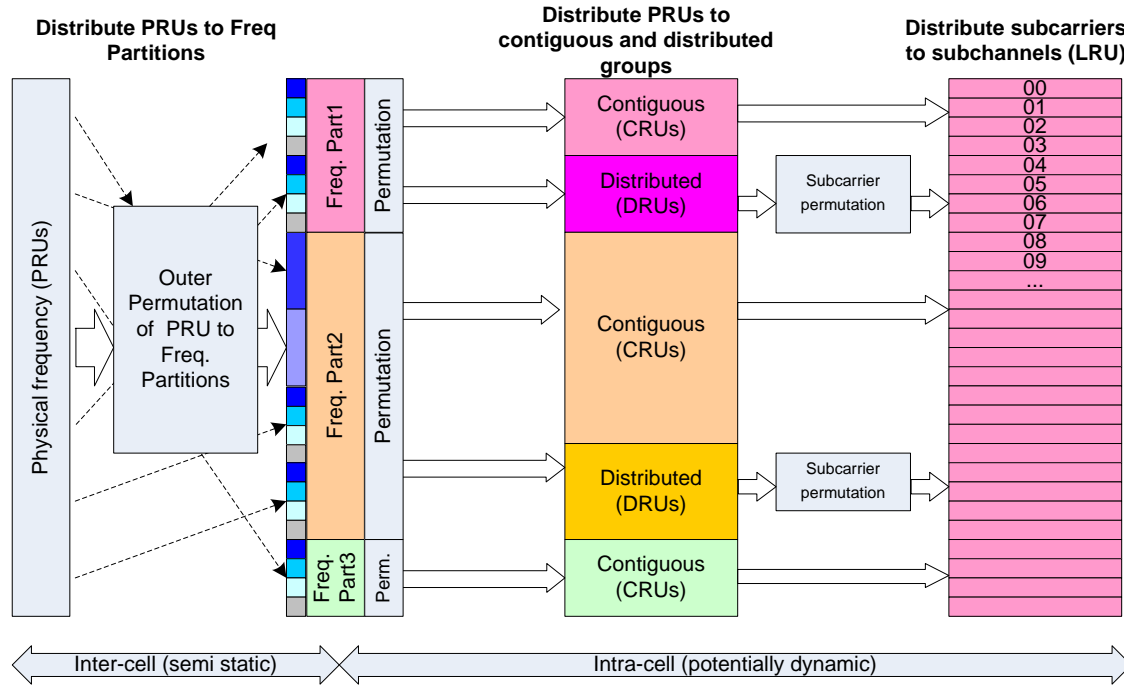 Distribute PRUs to Freq
Partitions
Distribute PRUs to
contiguous and distributed
groups
Distribute subcarriers
to subchannels (LRU)
Physical frequency (PRUs)
Outer
Permutation
of PRU to
Freq.
Partitions
Freq. Part1
Permutation
Freq. Part2
Permutation
Freq.
Part3
Perm.
Contiguous
(CRUs)
Distributed
(DRUs)
Contiguous
(CRUs)
Distributed
(DRUs)
Contiguous
(CRUs)
Subcarrier
permutation
Subcarrier
permutation
00
01
02
03
04
05
06
07
08
09
...
Inter-cell (semi static)
Intra-cell (potentially dynamic)